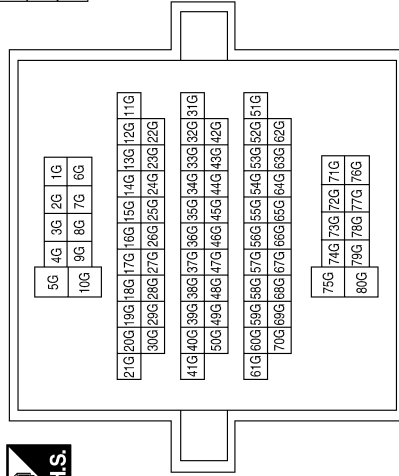 5G 4G 3G 2G 1G
10G 9G 8G 7G 6G
21G 20G 19G 18G 17G 16G 15G 14G 13G 12G 11G
30G 29G 28G 27G 26G 25G 24G 23G 22G
41G 40G 39G 38G 37G 36G 35G 34G 33G 32G 31G
50G 49G 48G 47G 46G 45G 44G 43G 42G
61G 60G 59G 58G 57G 56G 55G 54G 53G 52G 51G
70G 69G 68G 67G 66G 65G 64G 63G 62G
75G 74G 73G 72G 71G
80G 79G 78G 77G 76G
H.S.